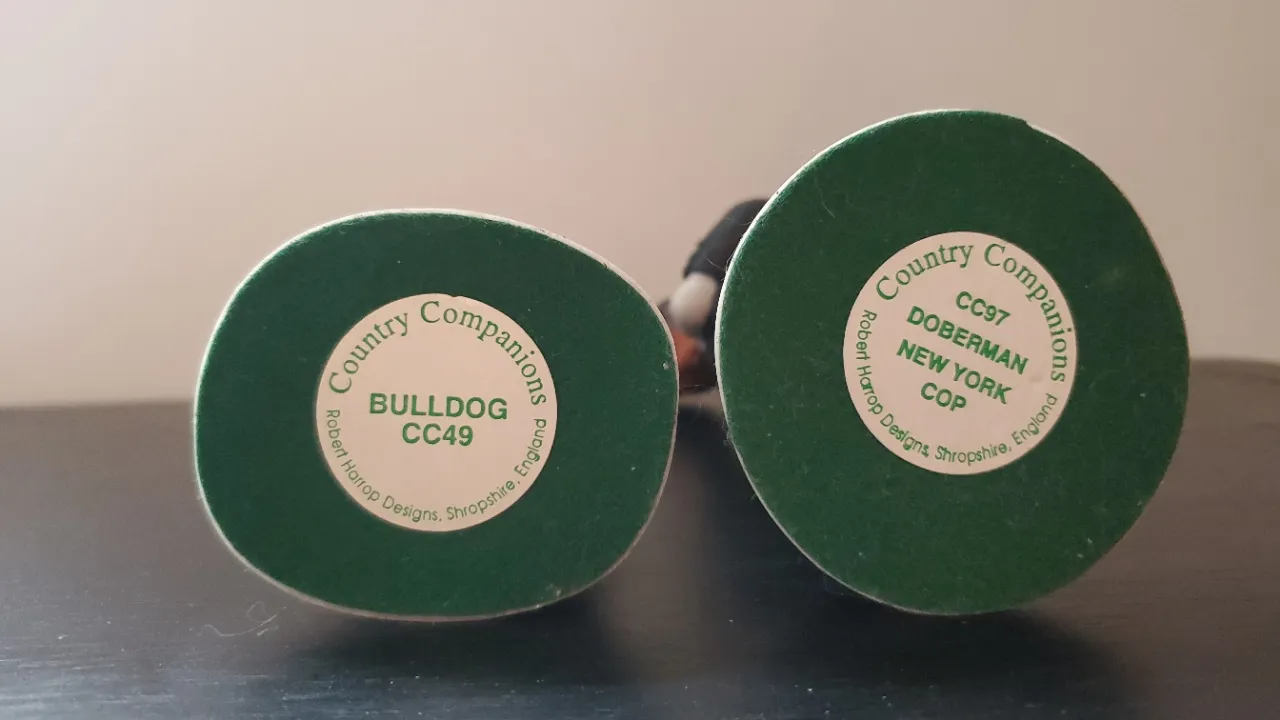 Country Companions
BULLDOG
CC49
Robert Harrop Designs, Shropshire, England
Country Companions
CC97
DOBERMAN
NEW YORK
COP
Robert Harrop Designs, Shropshire, England